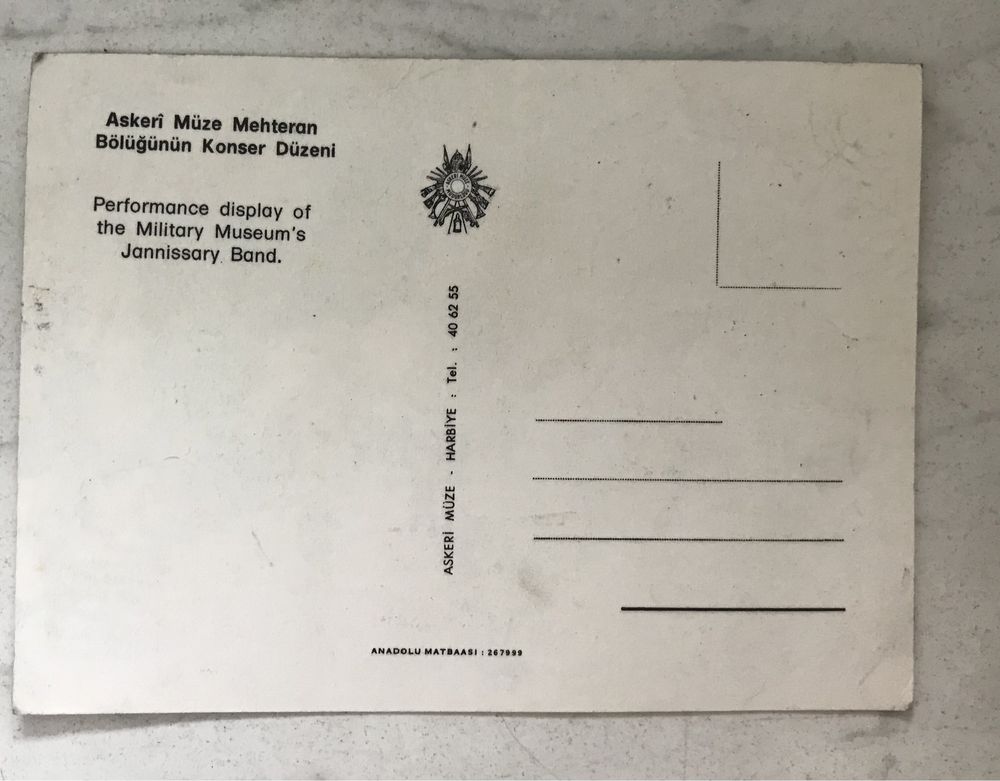 Askerî Müze Mehteran
Bölüğünün Konser Düzeni
Performance display of
the Military Museum's
Jannissary Band.
ASKERİ MÜZE - HARBİYE : Tel. : 40 62 55
ANADOLU MATBAASI : 267999